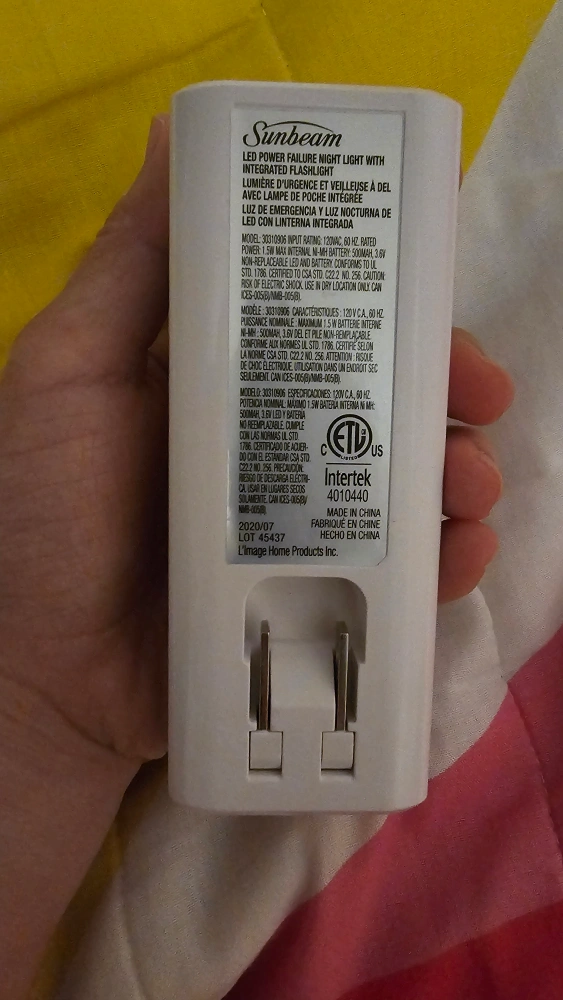 Sunbeam
LED POWER FAILURE NIGHT LIGHT WITH
INTEGRATED FLASHLIGHT
LUMIÈRE D'URGENCE ET VEILLEUSE À DEL
AVEC LAMPE DE POCHE INTÉGRÉE
LUZ DE EMERGENCIA Y LUZ NOCTURNA DE
LED CON LINTERNA INTEGRADA
MODEL: 30310906 INPUT RATING: 120VAC, 60 HZ. RATED
POWER: 1.5W MAX INTERNAL NI-MH BATTERY: 500MAH, 3.6V
NON-REPLACEABLE LED AND BATTERY. CONFORMS TO UL
STD. 1786. CERTIFIED TO CSA STD. C22.2 NO. 256. CAUTION:
RISK OF ELECTRIC SHOCK. USE IN DRY LOCATION ONLY. CAN
ICES-005(B)/NMB-005(B).
MODÈLE : 30310906 CARACTÉRISTIQUES : 120 V C.A., 60 HZ.
PUISSANCE NOMINALE : MAXIMUM 1.5 W BATTERIE INTERNE
NI-MH : 500MAH, 3.6V DEL ET PILE NON-REMPLAÇABLE.
CONFORME AUX NORMES UL STD. 1786. CERTIFIÉ SELON
LA NORME CSA STD. C22.2 NO. 256. ATTENTION : RISQUE
DE CHOC ÉLECTRIQUE. UTILISATION DANS UN ENDROIT SEC
SEULEMENT. CAN ICES-005(B)/NMB-005(B).
MODELO: 30310906 ESPECIFICACIONES: 120V C.A., 60 HZ.
POTENCIA NOMINAL: MÁXIMO 1.5W BATERÍA INTERNA NI MH:
500MAH, 3.6V LED Y BATERIA
NO REEMPLAZABLE. CUMPLE
CON LAS NORMAS UL STD.
1786. CERTIFICADO DE ACUER-
DO CON EL ESTÁNDAR CSA STD.
C22.2 NO. 256. PRECAUCIÓN:
RIESGO DE DESCARGA ELÉCTRI-
CA. USAR EN LUGARES SECOS
SOLAMENTE. CAN ICES-005(B)/
NMB-005(B).
C ETL US
LISTED
Intertek
4010440
MADE IN CHINA
FABRIQUÉ EN CHINE
HECHO EN CHINA
2020/07
LOT 45437
L'image Home Products Inc.